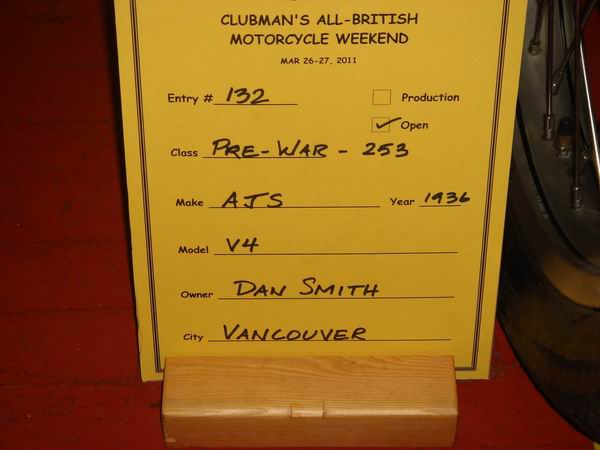 CLUBMAN'S ALL-BRITISH
MOTORCYCLE WEEKEND
MAR 26-27, 2011
Entry # 132
Production
Open
Class PRE-WAR - 253
Make AJS Year 1936
Model V4
Owner DAN SMITH
City VANCOUVER